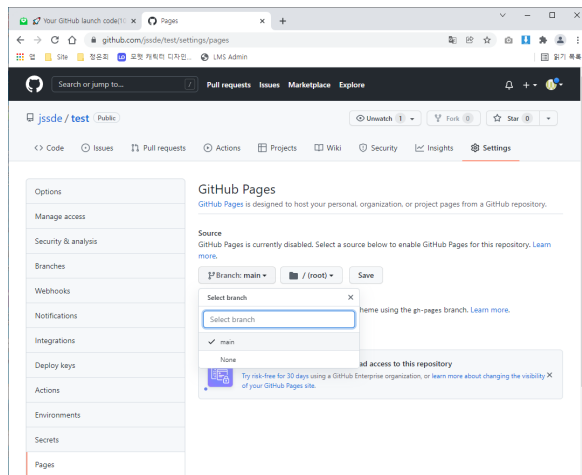 Your GitHub launch code(10
Pages
github.com/jssde/test/settings/pages
앱
Site
정은희
모렛 캐릭터 디자인...
LMS Admin
읽기 목록
Search or jump to...
/
Pull requests Issues Marketplace Explore
jssde / test Public
Unwatch 1
Fork 0
Star 0
<> Code
Issues
Pull requests
Actions
Projects
Wiki
Security
Insights
Settings
Options
Manage access
Security & analysis
Branches
Webhooks
Notifications
Integrations
Deploy keys
Actions
Environments
Secrets
Pages
GitHub Pages
GitHub Pages is designed to host your personal, organization, or project pages from a GitHub repository.
Source
GitHub Pages is currently disabled. Select a source below to enable GitHub Pages for this repository. Learn
more.
Branch: main
/ (root)
Save
Select branch
Select branch
main
None
heme using the gh-pages branch. Learn more.
ad access to this repository
Try risk-free for 30 days using a GitHub Enterprise organization, or learn more about changing the visibility
of your GitHub Pages site.